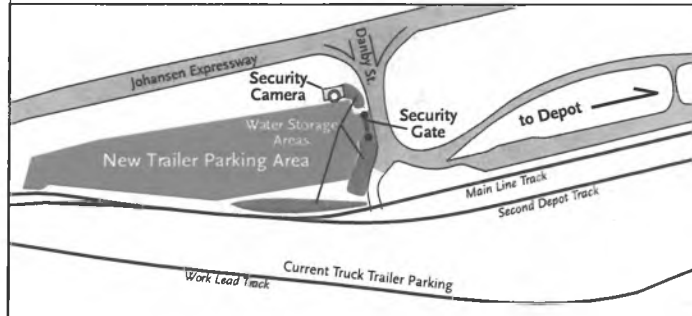 Johansen Expressway
Danby St.
Security
Camera
Security
Gate
to Depot
Water Storage
Areas
New Trailer Parking Area
Main Line Track
Second Depot Track
Current Truck Trailer Parking
Work Lead Track